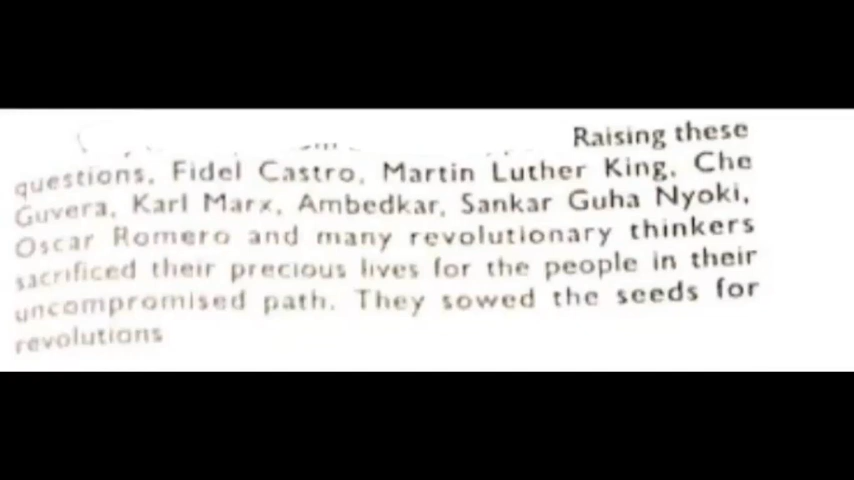 Raising these
questions, Fidel Castro, Martin Luther King, Che
Guvera, Karl Marx, Ambedkar, Sankar Guha Nyoki,
Oscar Romero and many revolutionary thinkers
sacrificed their precious lives for the people in their
uncompromised path. They sowed the seeds for
revolutions